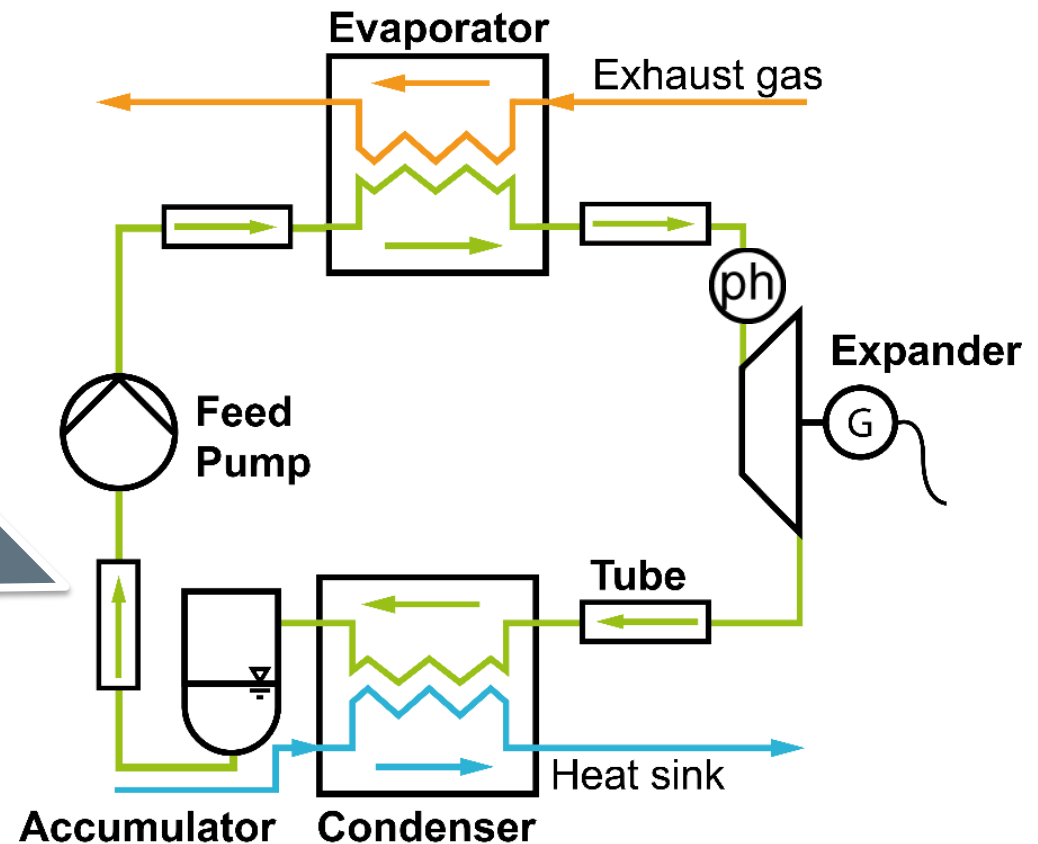 Evaporator
Exhaust gas
ph
Expander
G
Feed
Pump
Tube
Heat sink
Accumulator
Condenser